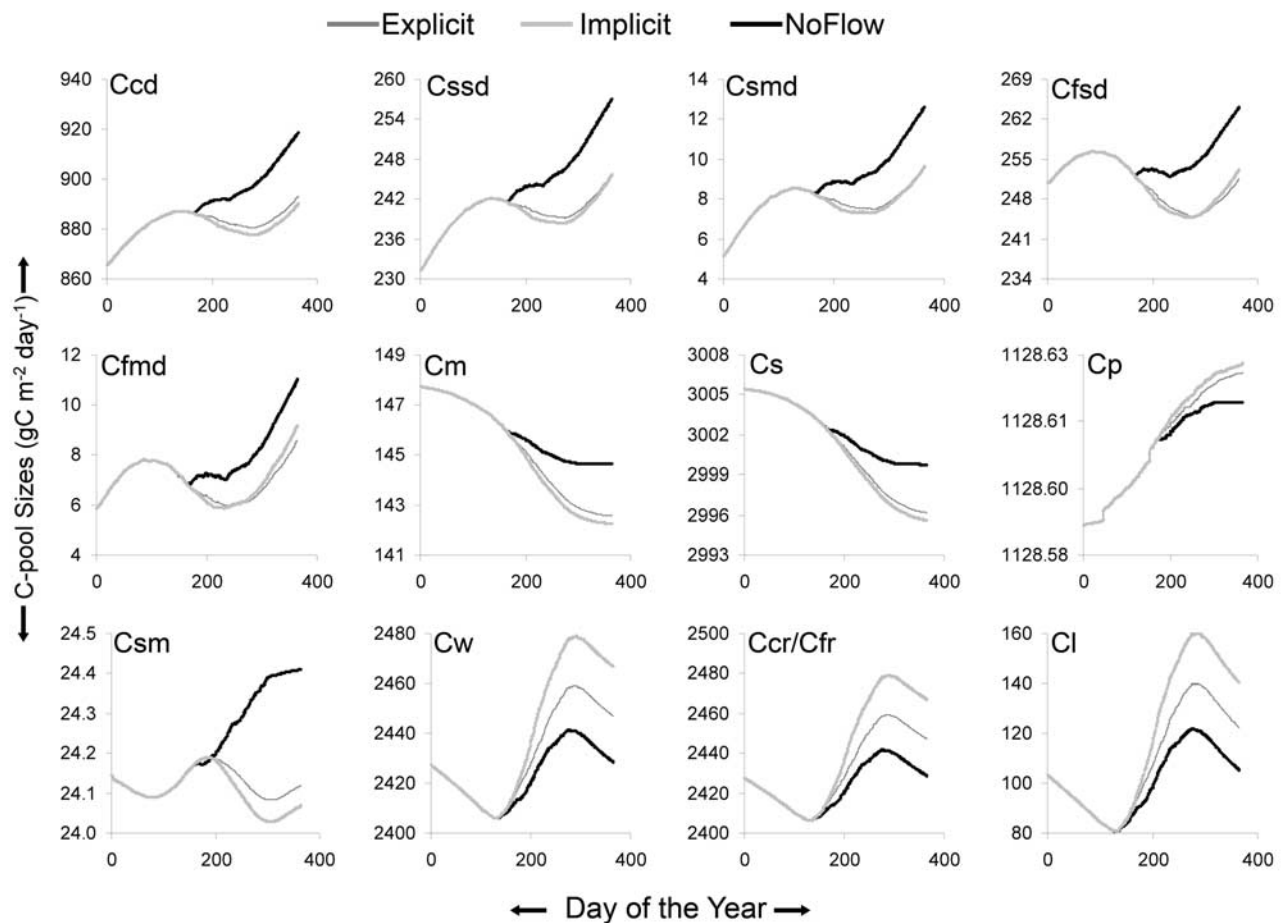 Explicit Implicit NoFlow
Ccd Cssd Csmd Cfsd
940 260 14 269
920 254 12 262
900 248 10 255
880 242 8 248
860 236 6 241
230 4 234
0 200 400 0 200 400 0 200 400 0 200 400
Cfmd Cm Cs Cp
12 149 3008 1128.63
10 147 3005 1128.61
8 145 3002 1128.60
6 143 2999 1128.58
4 141 2996
2993
0 200 400 0 200 400 0 200 400 0 200 400
Csm Cw Ccr/Cfr Cl
24.5 2480 2500 160
24.4 2460 2480 140
24.3 2440 2460 120
24.2 2420 2440 100
24.1 2400 2420 80
24.0 2400
0 200 400 0 200 400 0 200 400 0 200 400
C-pool Sizes (gC m⁻² day⁻¹)
Day of the Year